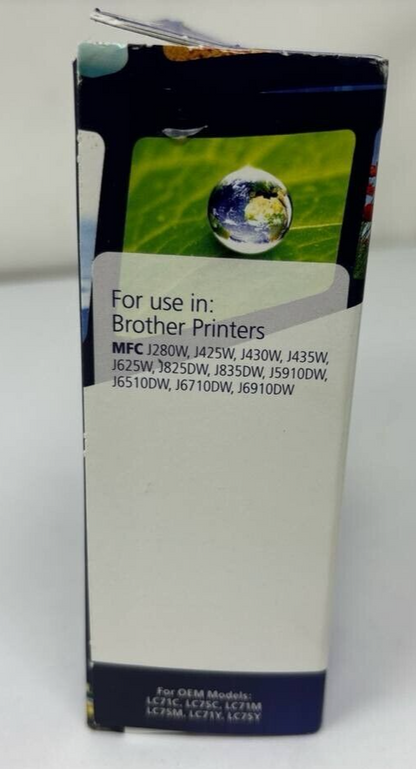 For use in:
Brother Printers
MFC J280W, J425W, J430W, J435W,
J625W, J825DW, J835DW, J5910DW,
J6510DW, J6710DW, J6910DW
For OEM Models:
LC71C, LC75C, LC71M
LC75M, LC71Y, LC75Y